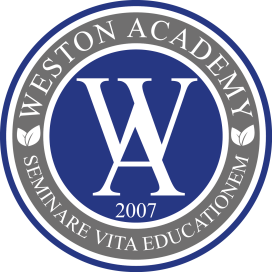 WESTON ACADEMY
WA
2007
SEMINARE VITA EDUCATIONEM